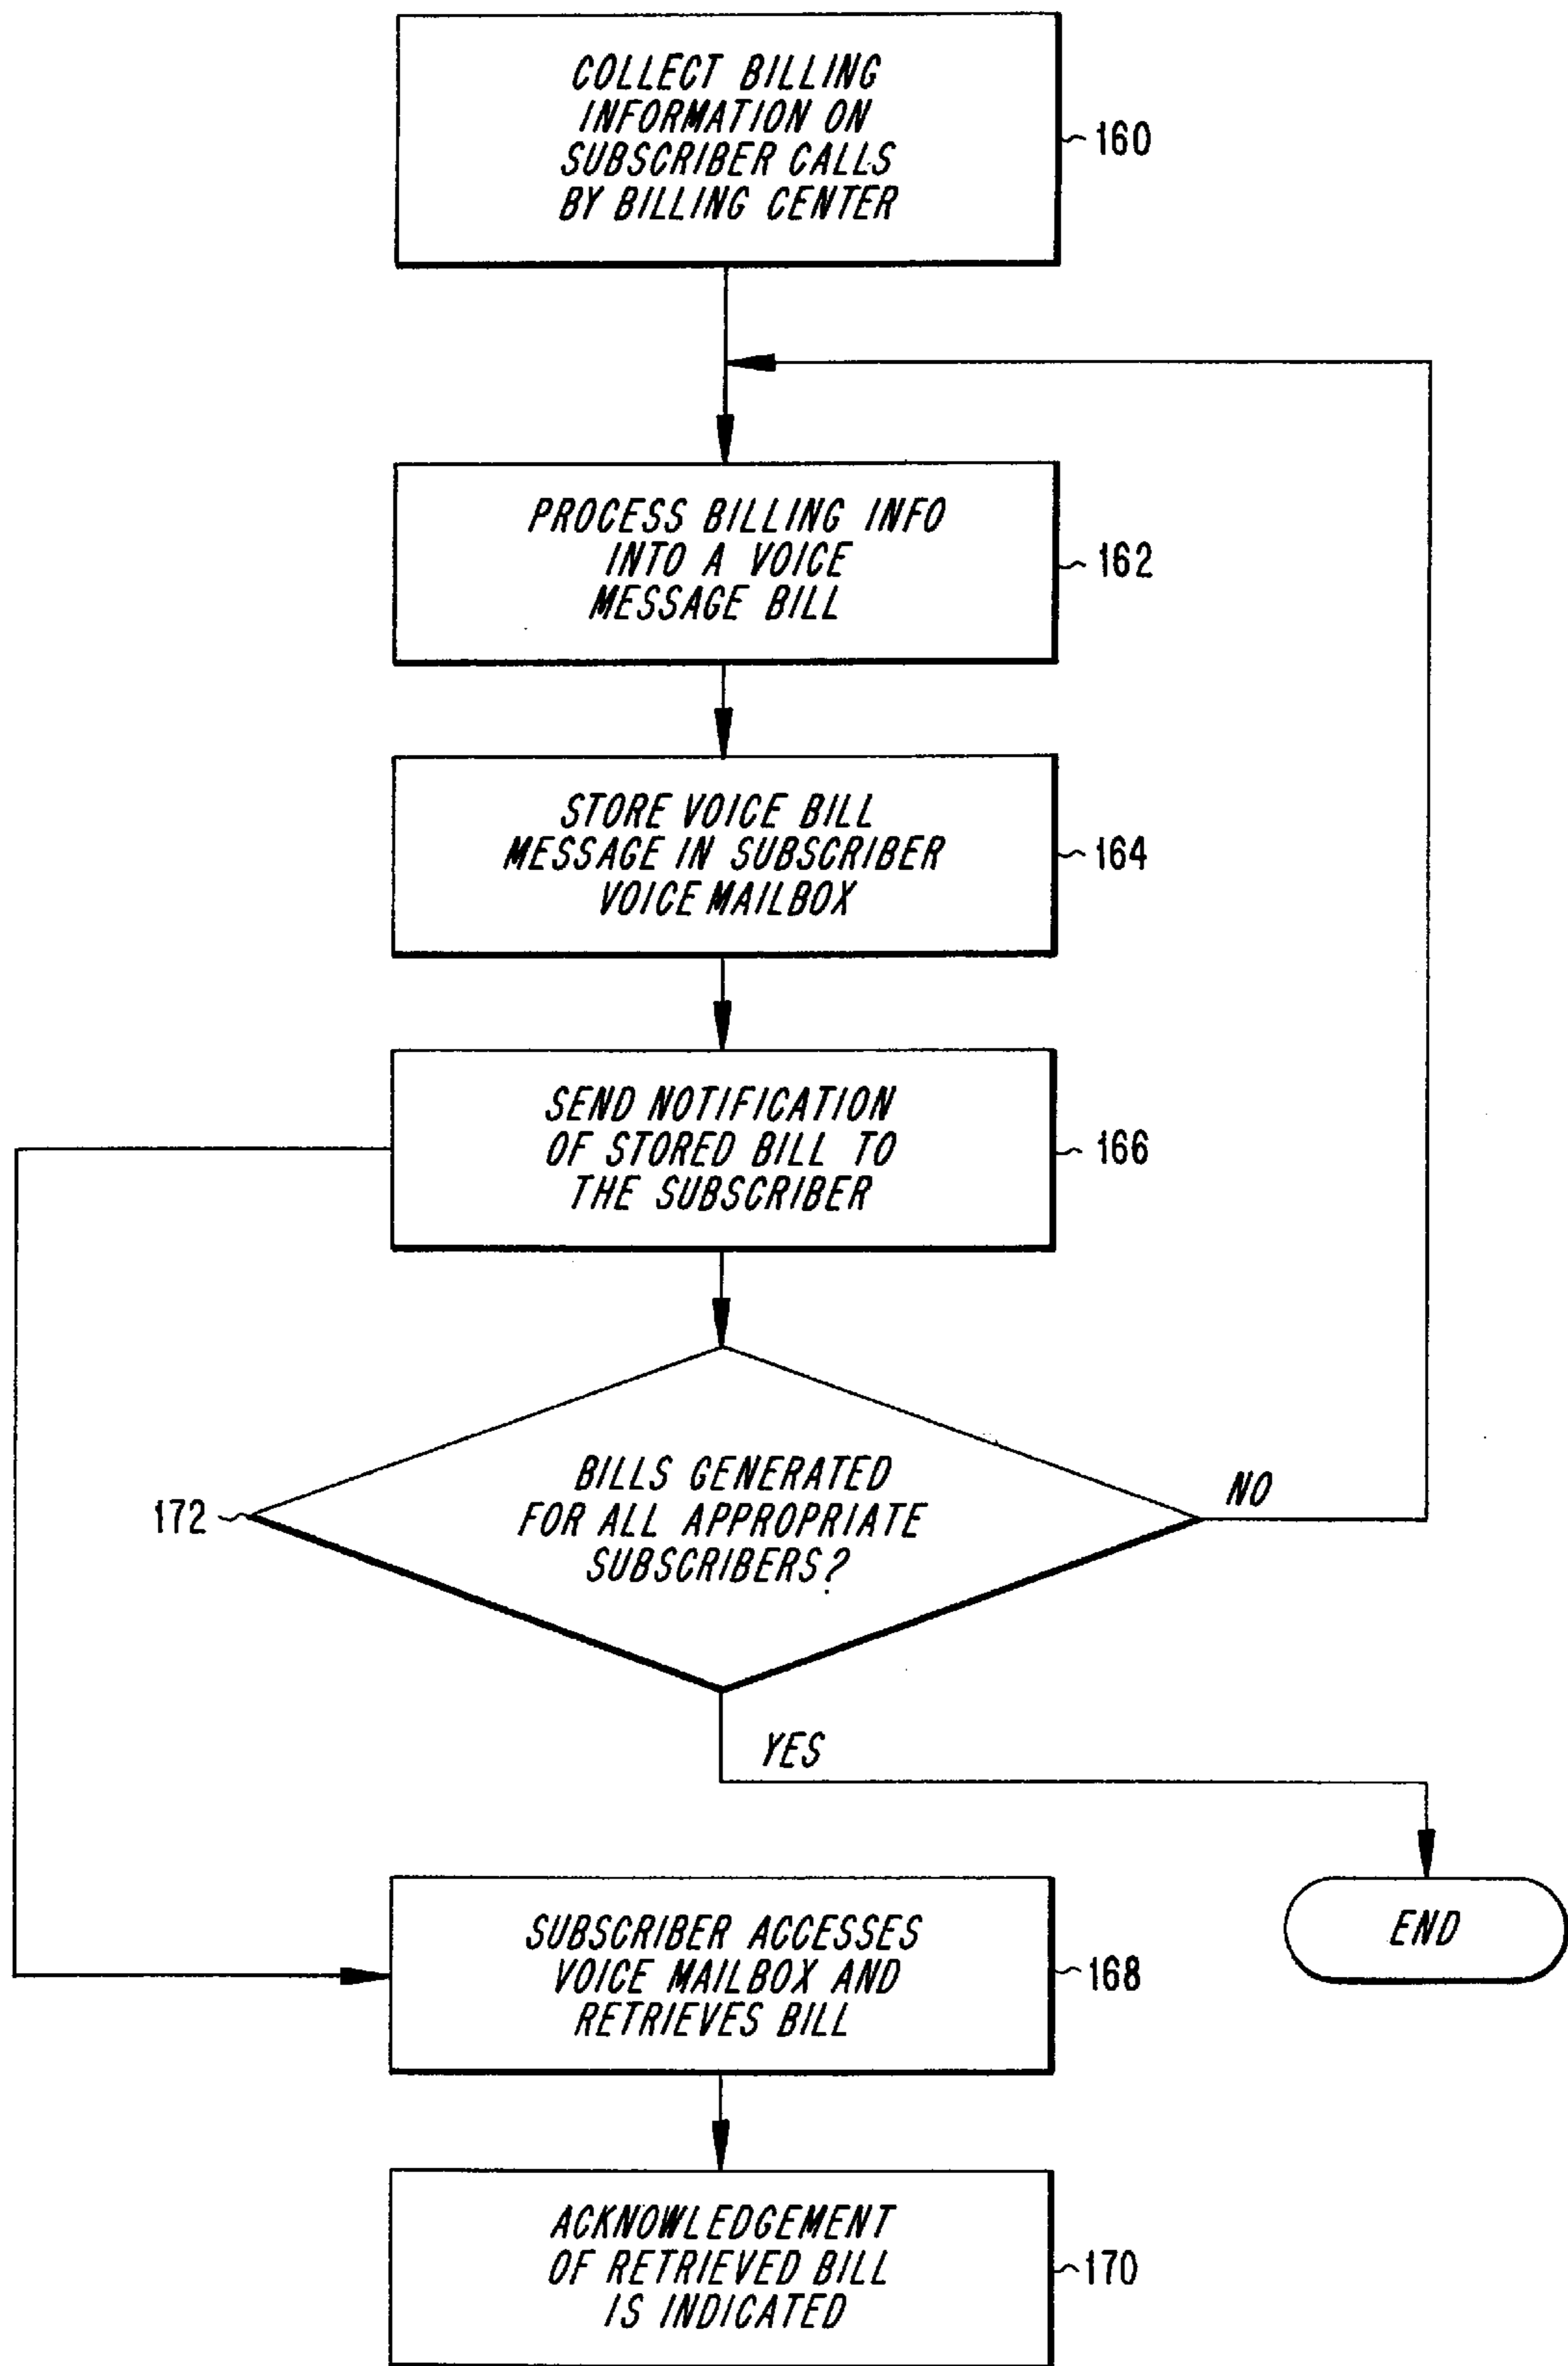 COLLECT BILLING
INFORMATION ON
SUBSCRIBER CALLS
BY BILLING CENTER
160
PROCESS BILLING INFO
INTO A VOICE
MESSAGE BILL
162
STORE VOICE BILL
MESSAGE IN SUBSCRIBER
VOICE MAILBOX
164
SEND NOTIFICATION
OF STORED BILL TO
THE SUBSCRIBER
166
BILLS GENERATED
FOR ALL APPROPRIATE
SUBSCRIBERS?
172
NO
YES
END
SUBSCRIBER ACCESSES
VOICE MAILBOX AND
RETRIEVES BILL
168
ACKNOWLEDGEMENT
OF RETRIEVED BILL
IS INDICATED
170